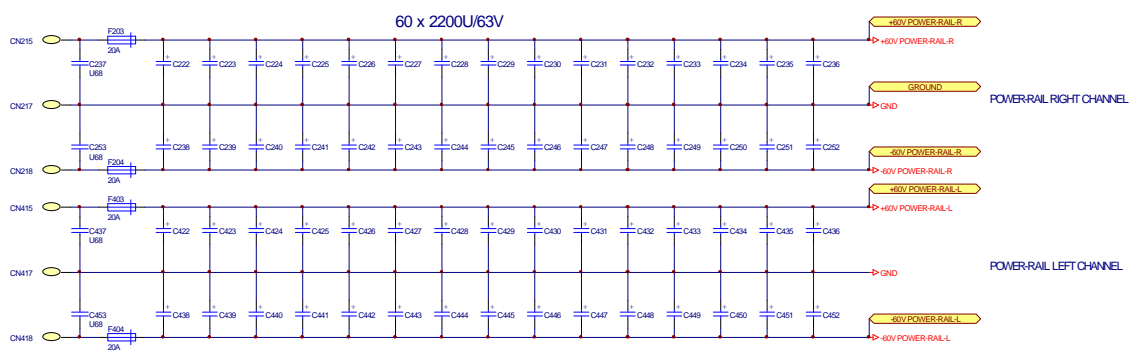 60 x 2200U/63V
+60V POWER-RAIL-R
F203
CN215
20A
+60V POWER-RAIL-R
C237
U68
C222
C223
C224
C225
C226
C227
C228
C229
C230
C231
C232
C233
C234
C235
C236
GROUND
POWER-RAIL RIGHT CHANNEL
CN217
GND
C253
U68
C238
C239
C240
C241
C242
C243
C244
C245
C246
C247
C248
C249
C250
C251
C252
-60V POWER-RAIL-R
F204
CN218
20A
-60V POWER-RAIL-R
+60V POWER-RAIL-L
F403
CN415
20A
+60V POWER-RAIL-L
C437
U68
C422
C423
C424
C425
C426
C427
C428
C429
C430
C431
C432
C433
C434
C435
C436
POWER-RAIL LEFT CHANNEL
CN417
GND
C453
U68
C438
C439
C440
C441
C442
C443
C444
C445
C446
C447
C448
C449
C450
C451
C452
-60V POWER-RAIL-L
F404
CN418
20A
-60V POWER-RAIL-L